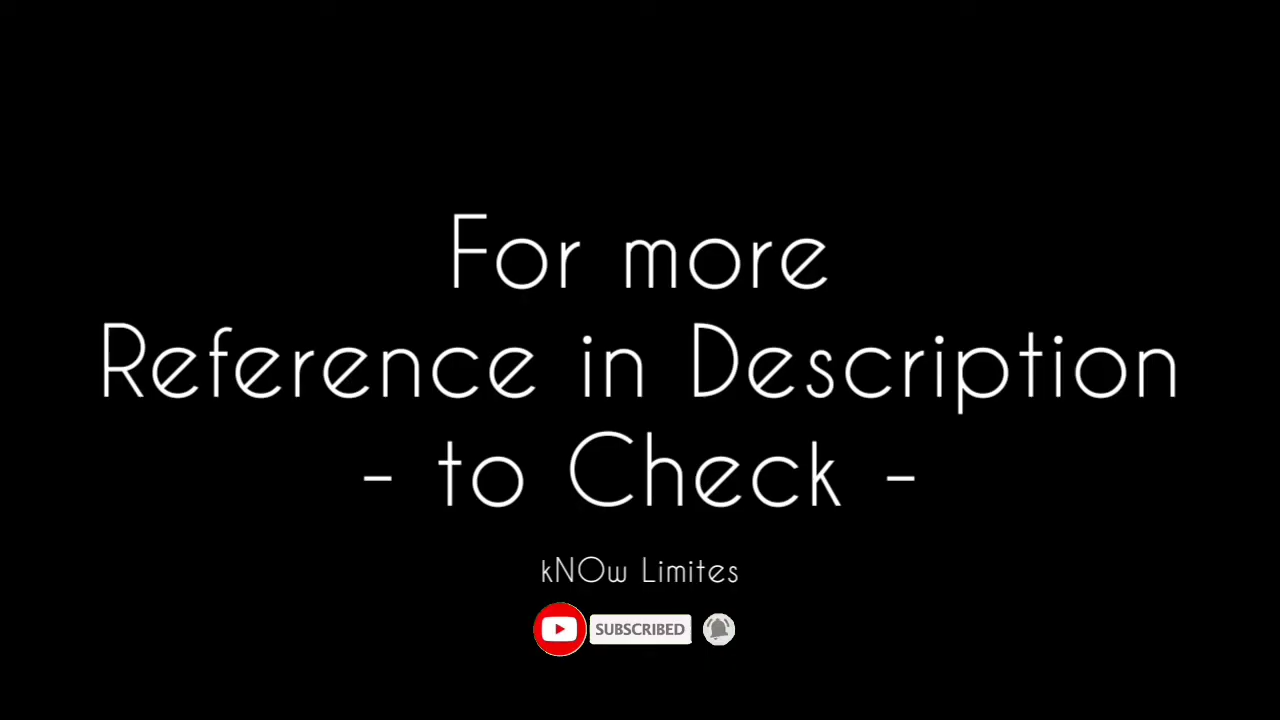 For more
Reference in Description
- to Check -
kNOw Limites
SUBSCRIBED